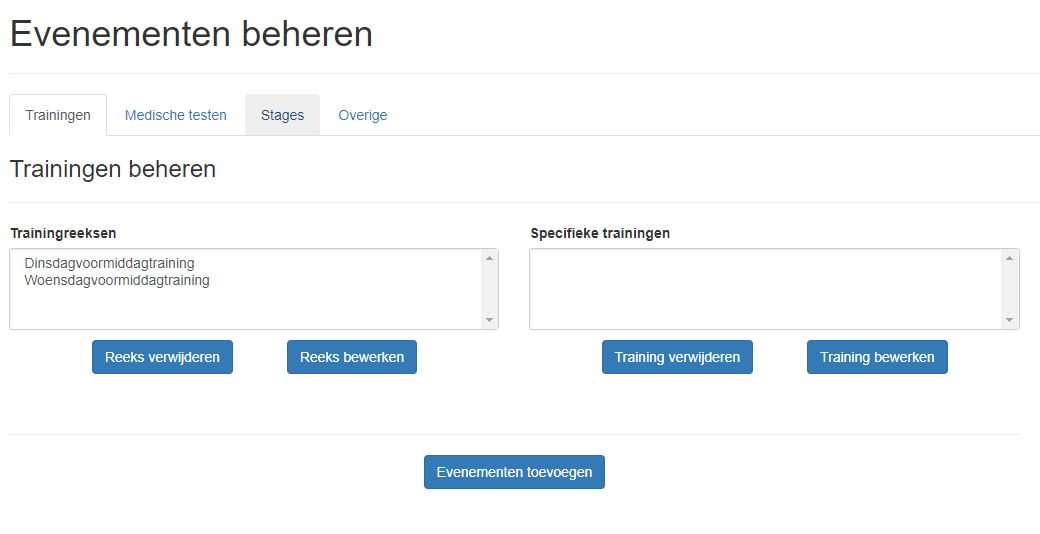 Evenementen beheren
Trainingen
Medische testen
Stages
Overige
Trainingen beheren
Trainingreeksen
Dinsdagvoormiddagtraining
Woensdagvoormiddagtraining
Reeks verwijderen
Reeks bewerken
Specifieke trainingen
Training verwijderen
Training bewerken
Evenementen toevoegen